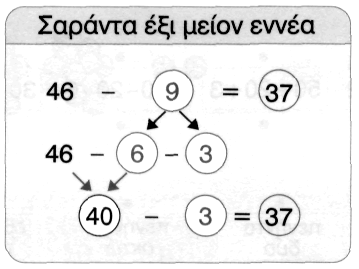 Σαράντα έξι μείον εννέα
46 - 9 = 37
46 - 6 - 3
40 - 3 = 37